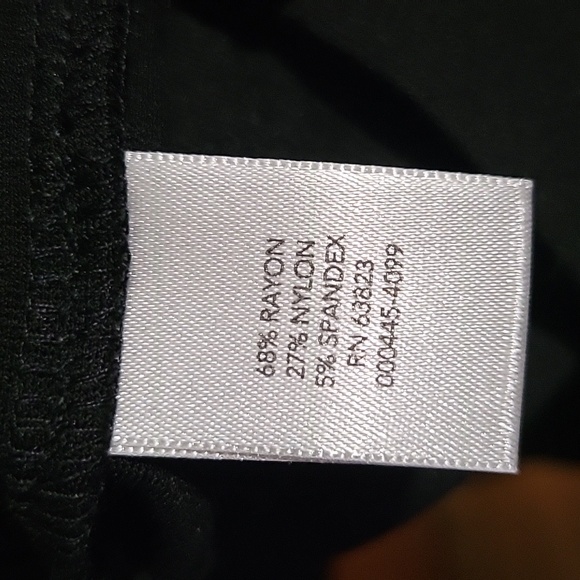 68% RAYON
27% NYLON
5% SPANDEX
RN 63823
000445-4099